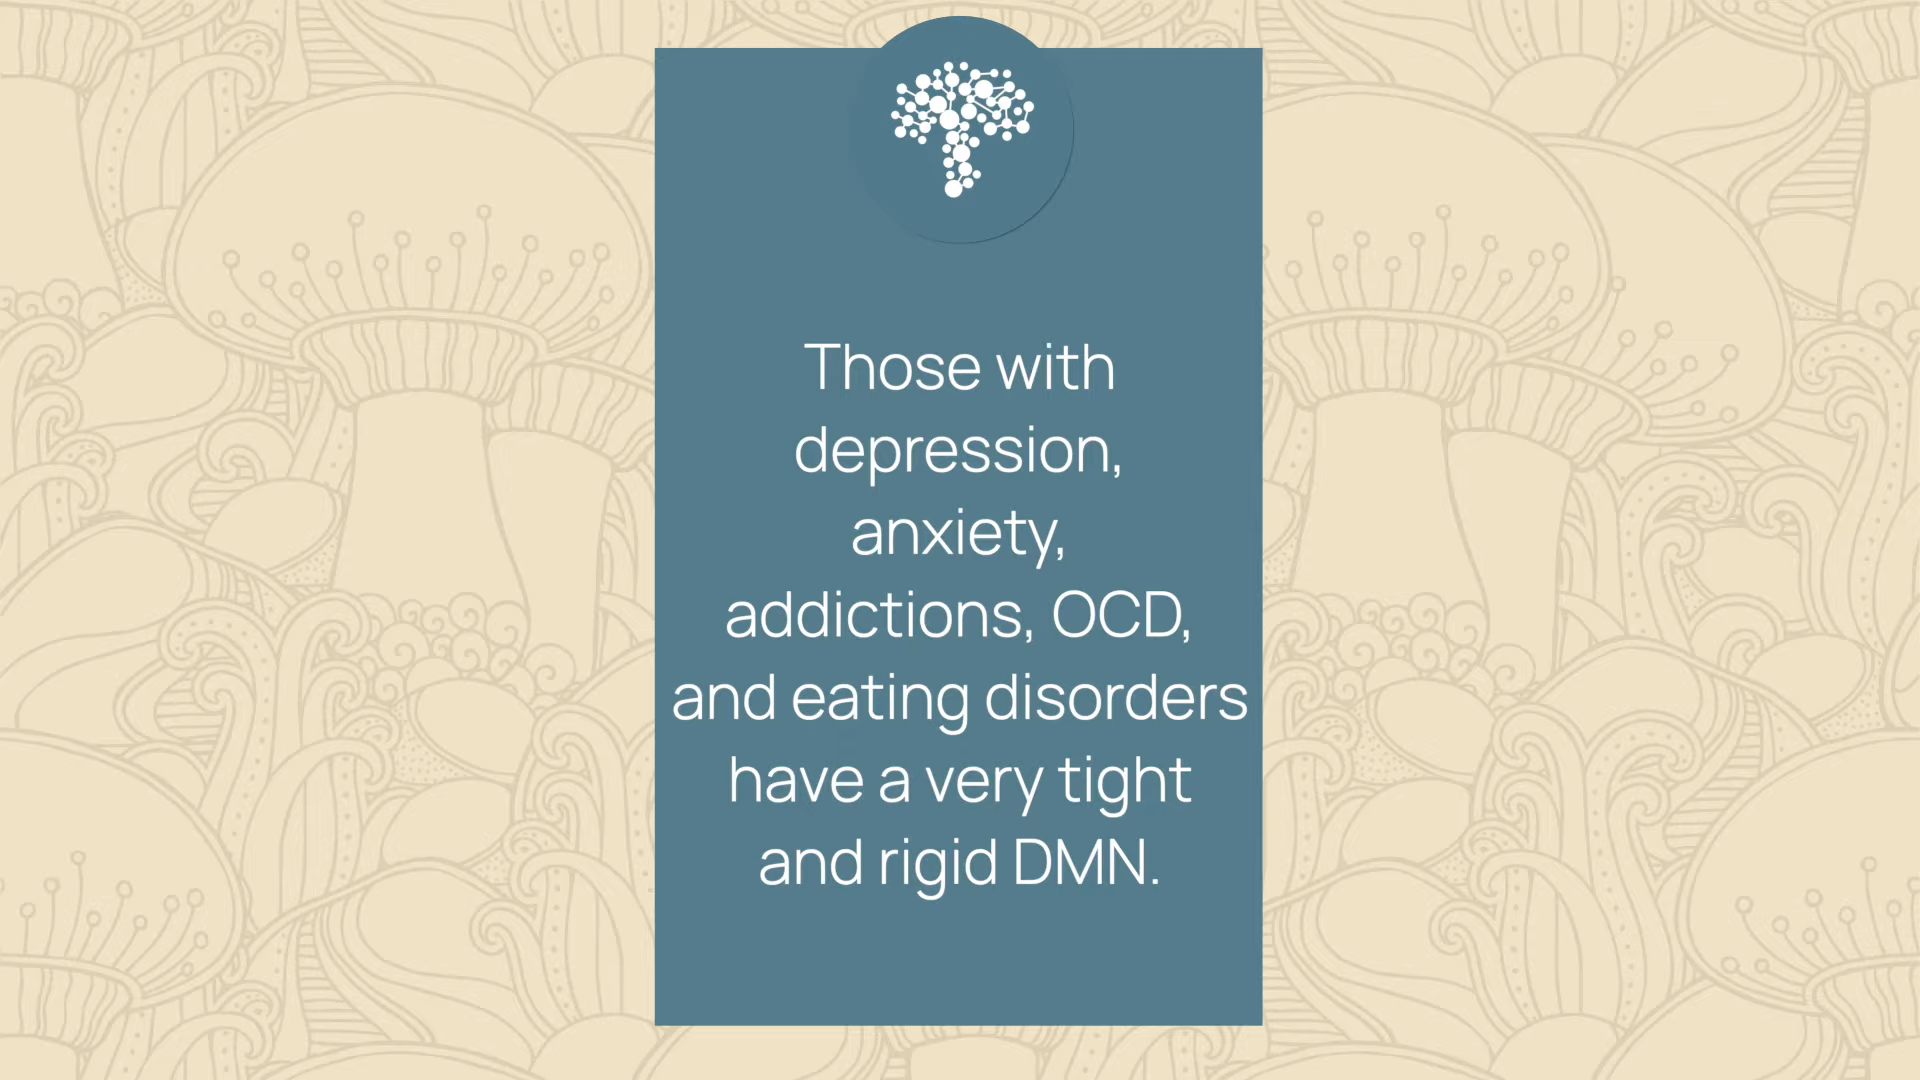 Those with
depression,
anxiety,
addictions, OCD,
and eating disorders
have a very tight
and rigid DMN.